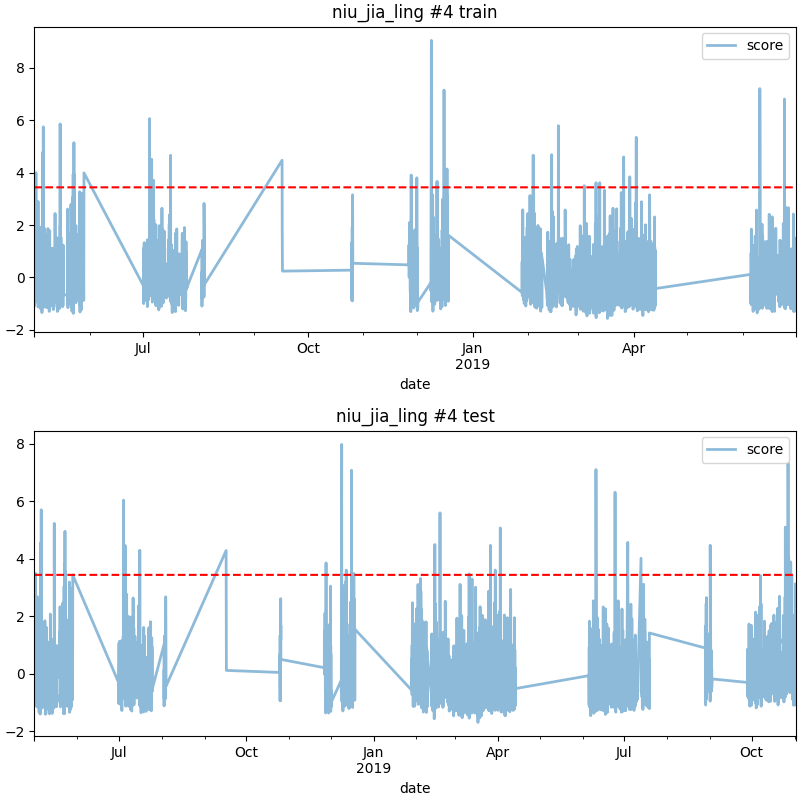 niu_jia_ling #4 train
score
8
6
4
2
0
−2
Jul
Oct
Jan
2019
Apr
date
niu_jia_ling #4 test
score
8
6
4
2
0
−2
Jul
Oct
Jan
2019
Apr
Jul
Oct
date